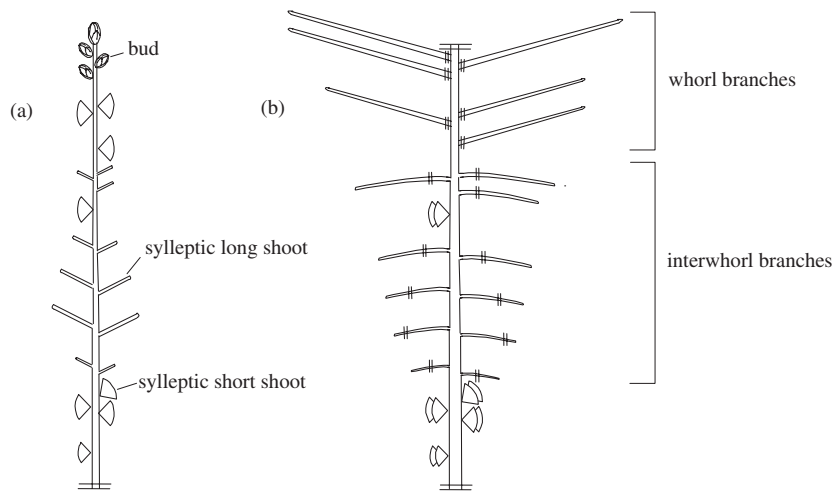 bud
(a)
(b)
whorl branches
sylleptic long shoot
interwhorl branches
sylleptic short shoot